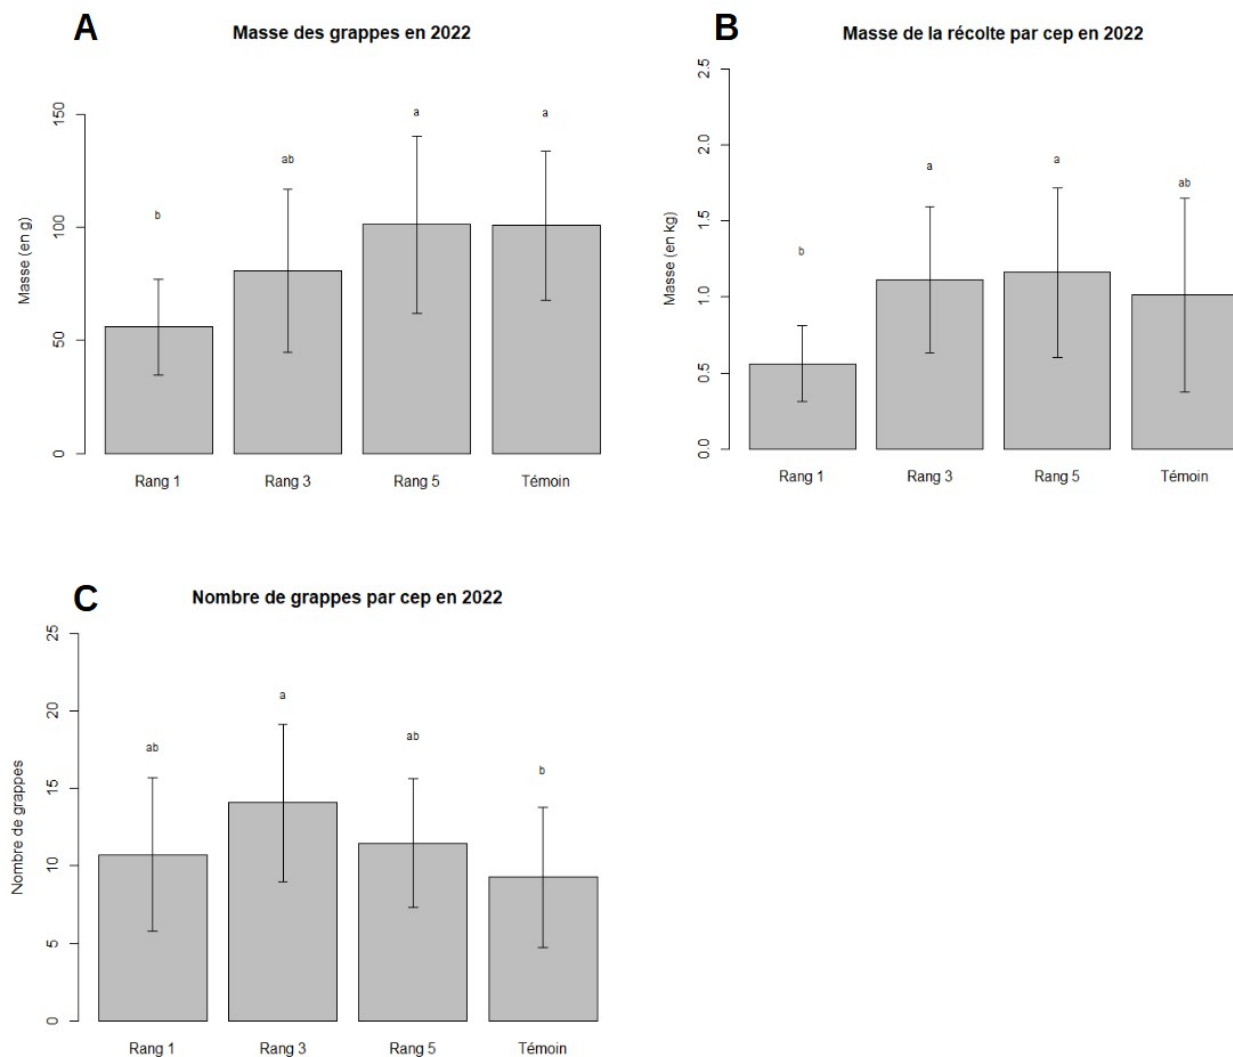 A
Masse des grappes en 2022
Masse (en g)
150
100
50
0
b
ab
a
a
Rang 1
Rang 3
Rang 5
Témoin
B
Masse de la récolte par cep en 2022
Masse (en kg)
2.5
2.0
1.5
1.0
0.5
0.0
b
a
a
ab
Rang 1
Rang 3
Rang 5
Témoin
C
Nombre de grappes par cep en 2022
Nombre de grappes
25
20
15
10
5
0
ab
a
ab
b
Rang 1
Rang 3
Rang 5
Témoin